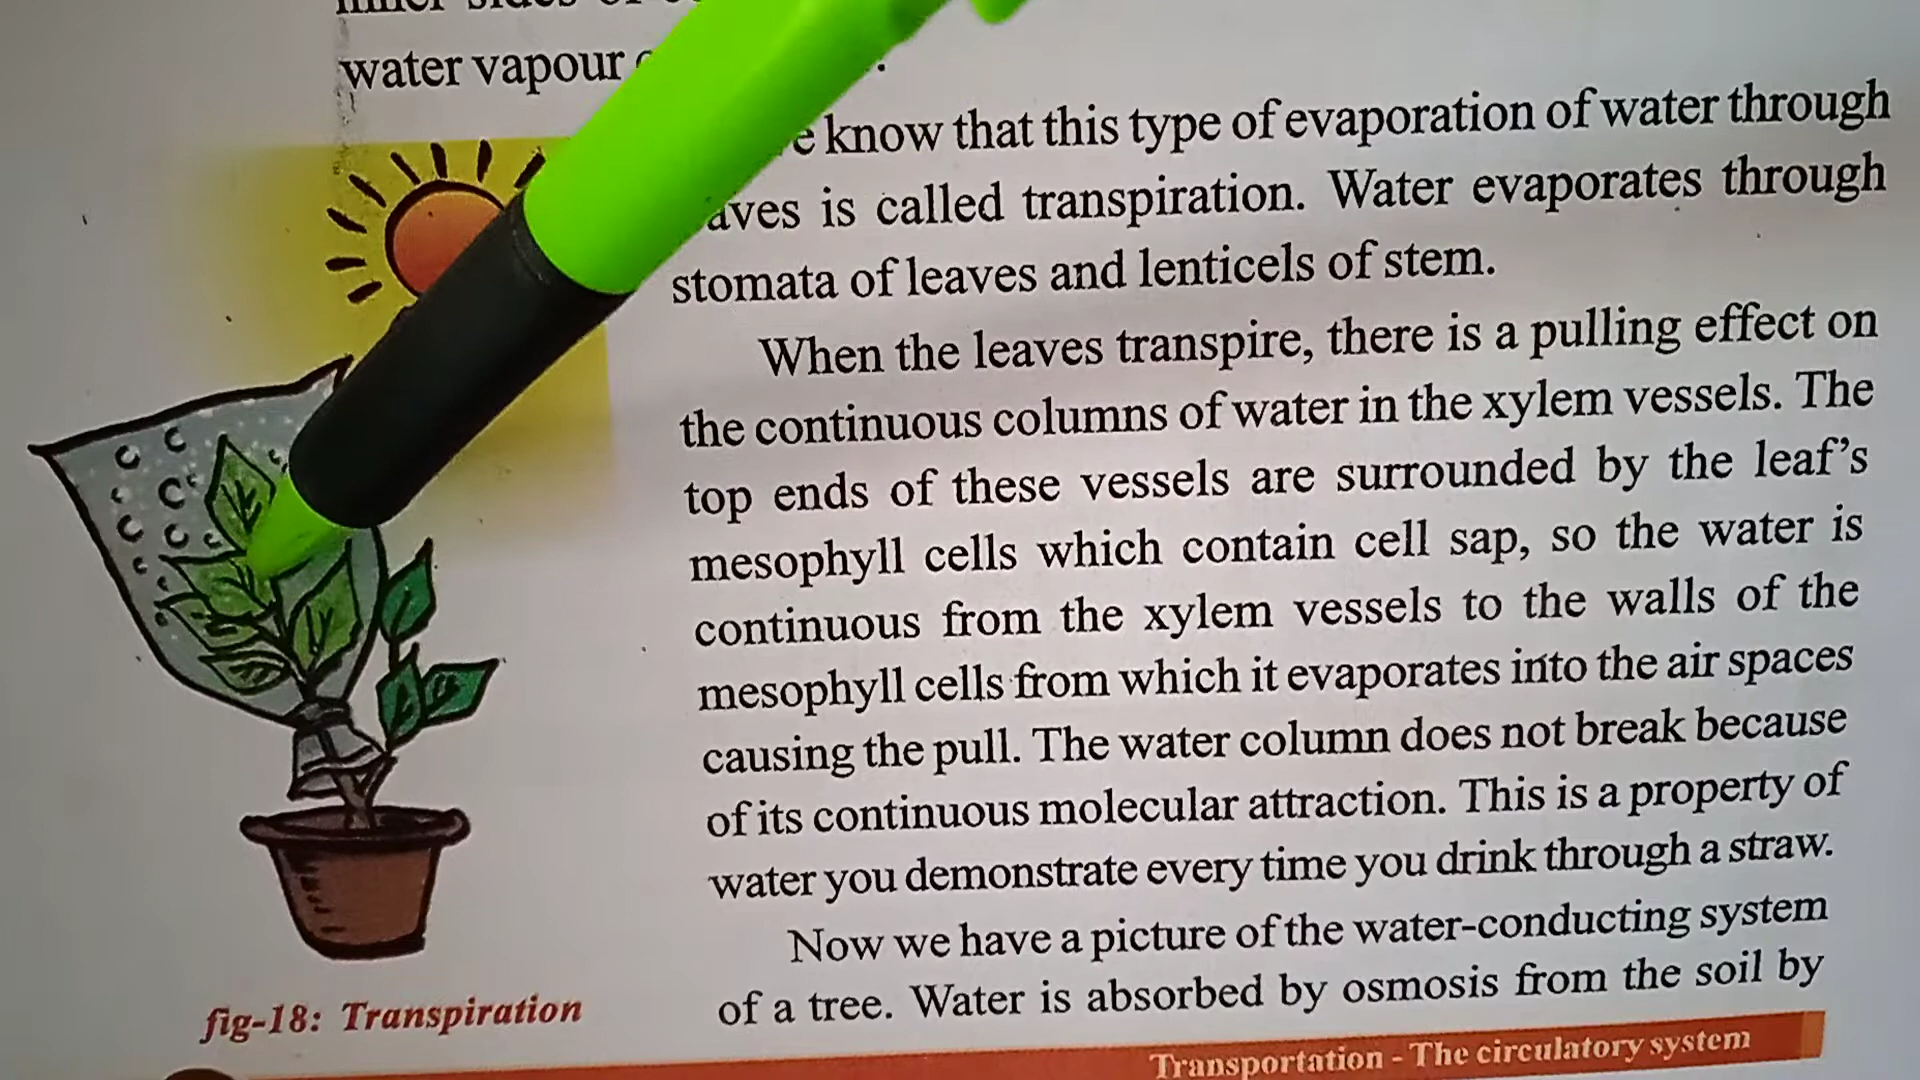 inner sides of
water vapour
know that this type of evaporation of water through
is called transpiration. Water evaporates through
stomata of leaves and lenticels of stem.
When the leaves transpire, there is a pulling effect on
the continuous columns of water in the xylem vessels. The
top ends of these vessels are surrounded by the leaf's
mesophyll cells which contain cell sap, so the water is
continuous from the xylem vessels to the walls of the
mesophyll cells from which it evaporates into the air spaces
causing the pull. The water column does not break because
of its continuous molecular attraction. This is a property of
water you demonstrate every time you drink through a straw.
Now we have a picture of the water-conducting system
of a tree. Water is absorbed by osmosis from the soil by
fig-18: Transpiration
Transportation - The circulatory system